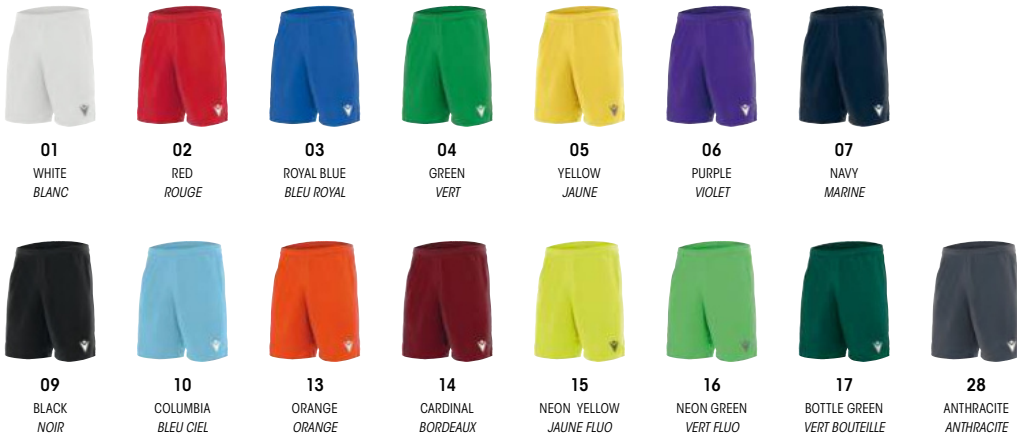 01 02 03 04 05 06 07
WHITE RED ROYAL BLUE GREEN YELLOW PURPLE NAVY
BLANC ROUGE BLEU ROYAL VERT JAUNE VIOLET MARINE
09 10 13 14 15 16 17 28
BLACK COLUMBIA ORANGE CARDINAL NEON YELLOW NEON GREEN BOTTLE GREEN ANTHRACITE
NOIR BLEU CIEL ORANGE BORDEAUX JAUNE FLUO VERT FLUO VERT BOUTEILLE ANTHRACITE